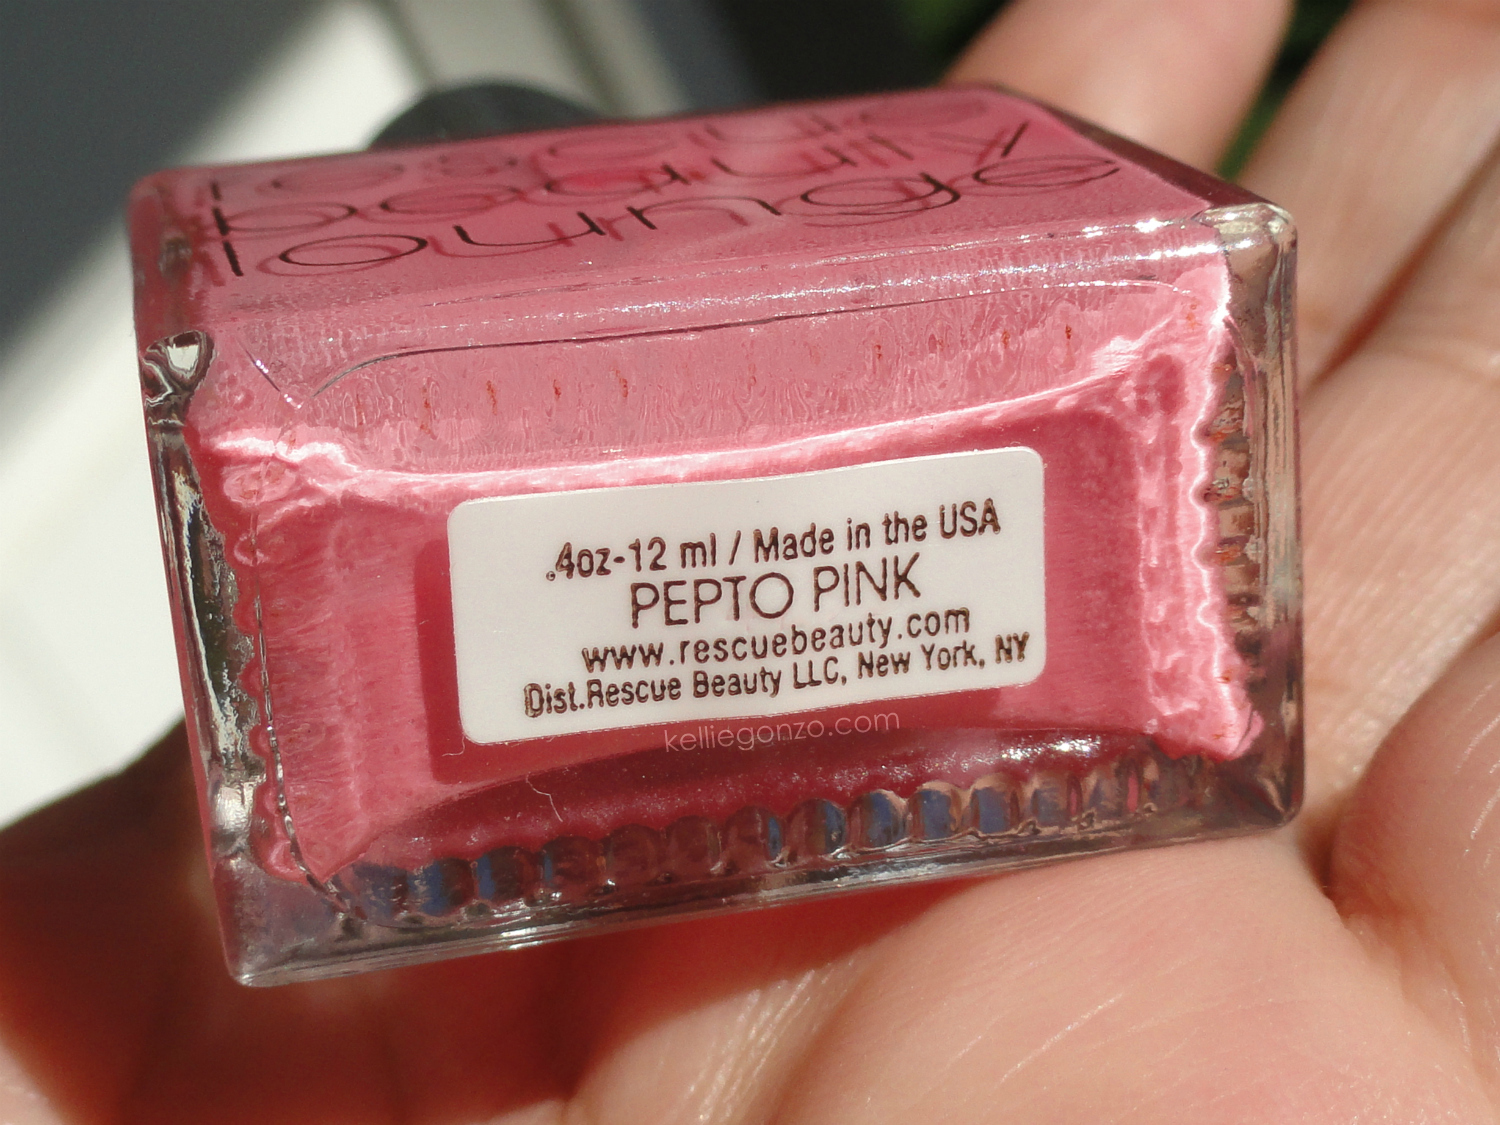 rescue
beauty
lounge
.4oz-12 ml / Made in the USA
PEPTO PINK
www.rescuebeauty.com
Dist.Rescue Beauty LLC, New York, NY
kelliegonzo.com